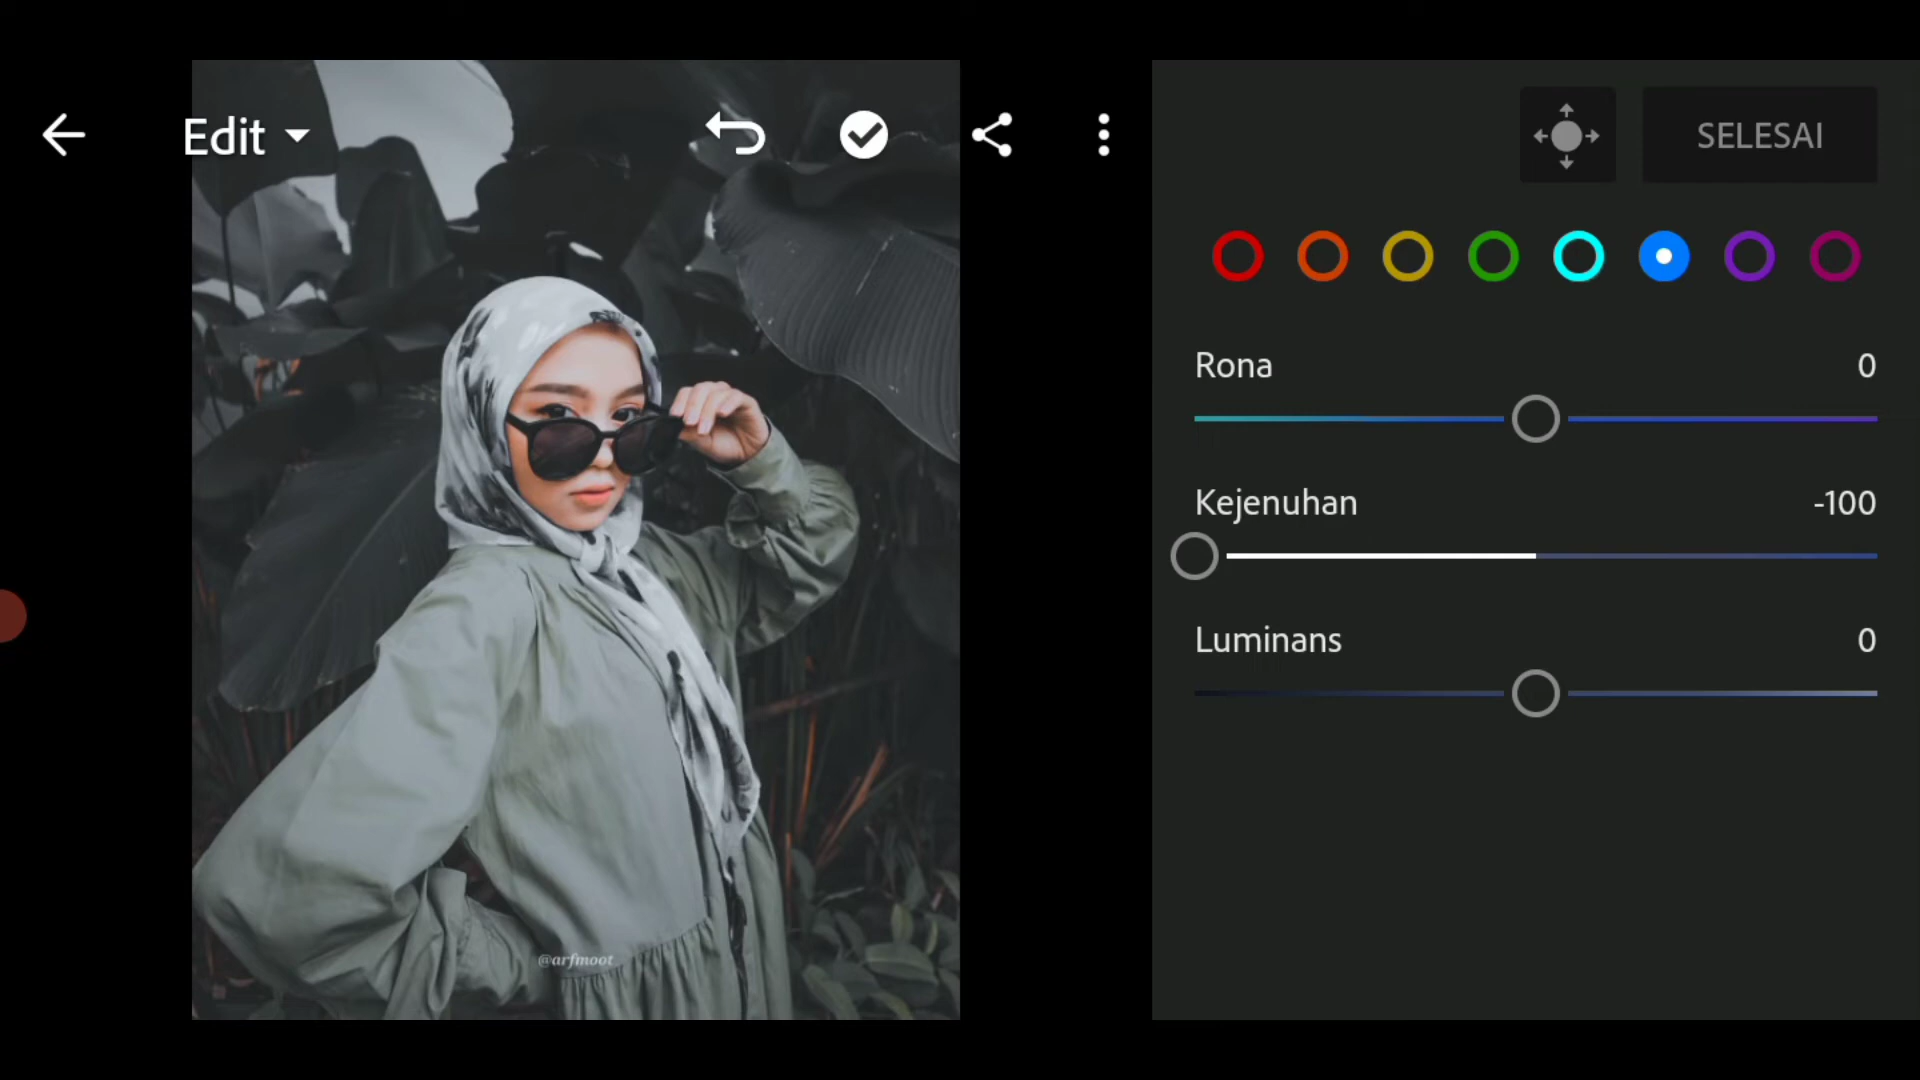 Edit
SELESAI
Rona 0
Kejenuhan -100
Luminans 0
@arfmoot